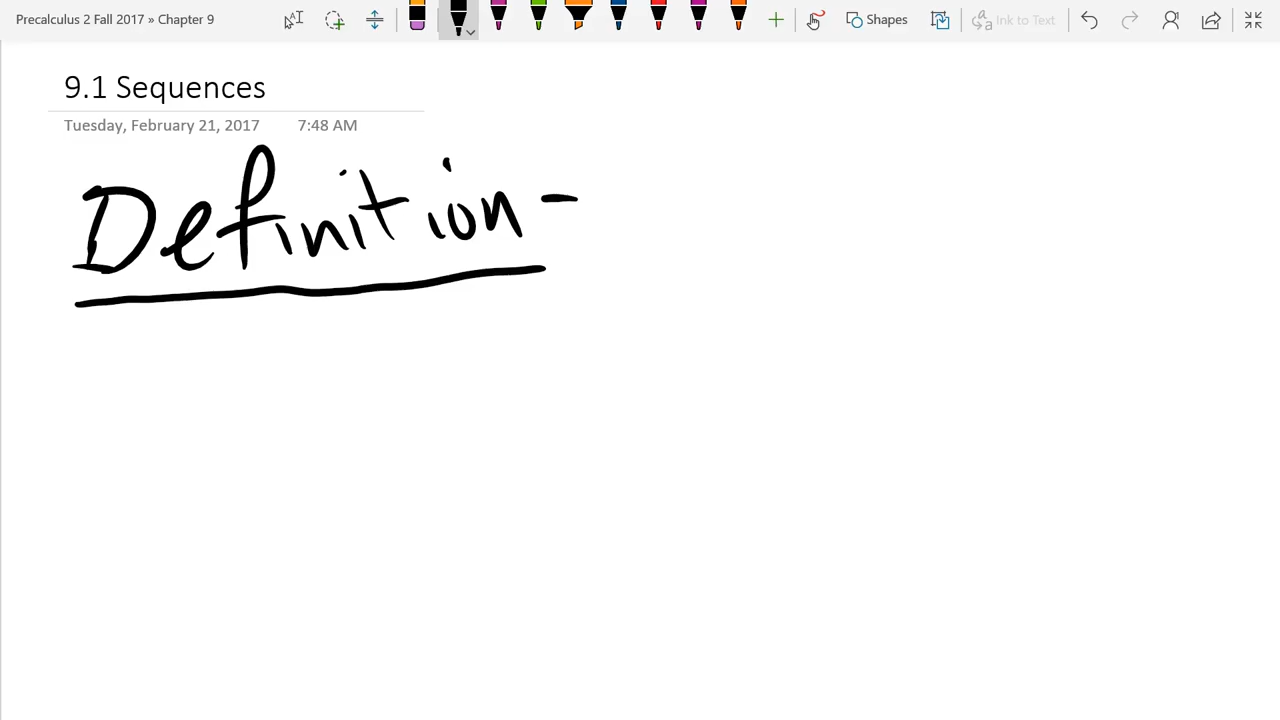 Precalculus 2 Fall 2017 » Chapter 9
Shapes
Ink to Text
9.1 Sequences
Tuesday, February 21, 2017 7:48 AM
Definition -